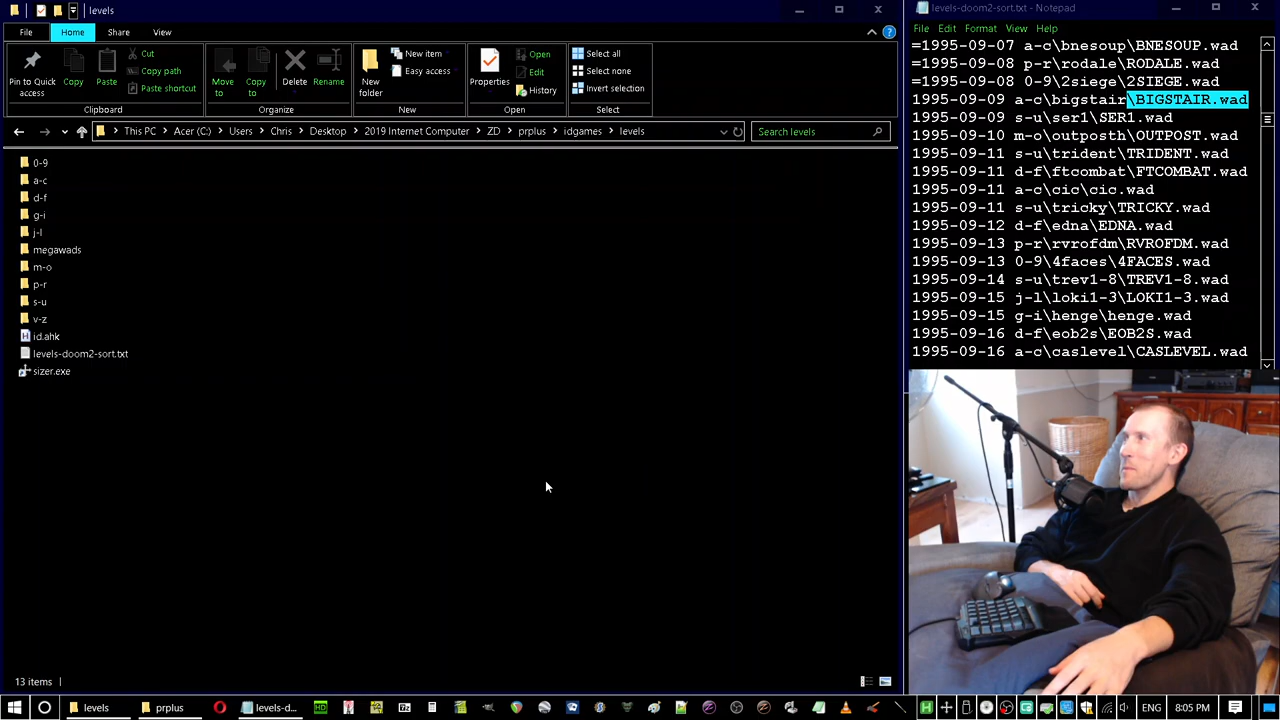 levels
File Home Share View
Pin to Quick access
Copy
Paste
Cut
Copy path
Paste shortcut
Clipboard
Move to
Copy to
Delete
Rename
Organize
New folder
New item
Easy access
New
Properties
Open
Edit
History
Open
Select all
Select none
Invert selection
Select
This PC Acer (C:) Users Chris Desktop 2019 Internet Computer ZD prplus idgames levels
Search levels
0-9
a-c
d-f
g-i
j-l
megawads
m-o
p-r
s-u
v-z
id.ahk
levels-doom2-sort.txt
sizer.exe
13 items
levels-doom2-sort.txt - Notepad
File Edit Format View Help
=1995-09-07 a-c\bnesoup\BNESOUP.wad
=1995-09-08 p-r\rodale\RODALE.wad
=1995-09-08 0-9\2siege\2SIEGE.wad
1995-09-09 a-c\bigstair\BIGSTAIR.wad
1995-09-09 s-u\ser1\SER1.wad
1995-09-10 m-o\outposth\OUTPOST.wad
1995-09-11 s-u\trident\TRIDENT.wad
1995-09-11 d-f\ftcombat\FTCOMBAT.wad
1995-09-11 a-c\cic\cic.wad
1995-09-11 s-u\tricky\TRICKY.wad
1995-09-12 d-f\edna\EDNA.wad
1995-09-13 p-r\rvrofdm\RVROFDM.wad
1995-09-13 0-9\4faces\4FACES.wad
1995-09-14 s-u\trev1-8\TREV1-8.wad
1995-09-15 j-l\loki1-3\LOKI1-3.wad
1995-09-15 g-i\henge\henge.wad
1995-09-16 d-f\eob2s\EOB2S.wad
1995-09-16 a-c\caslevel\CASLEVEL.wad
levels prplus levels-d...
ENG 8:05 PM